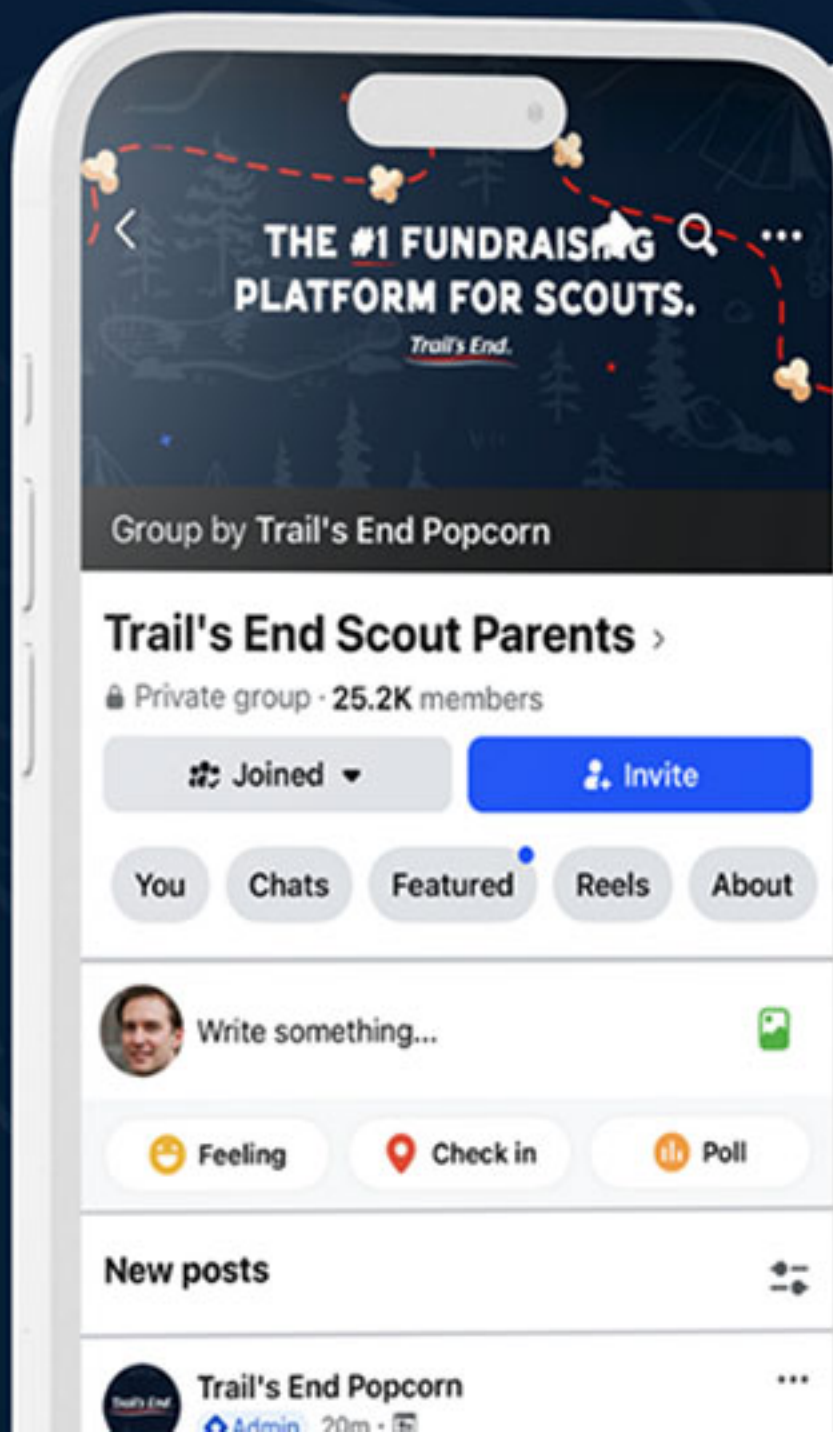 THE #1 FUNDRAISING
PLATFORM FOR SCOUTS.
Trail's End.
Group by Trail's End Popcorn
Trail's End Scout Parents
Private group · 25.2K members
Joined
Invite
You
Chats
Featured
Reels
About
Write something...
Feeling
Check in
Poll
New posts
Trail's End
Trail's End Popcorn
Admin 20m ·